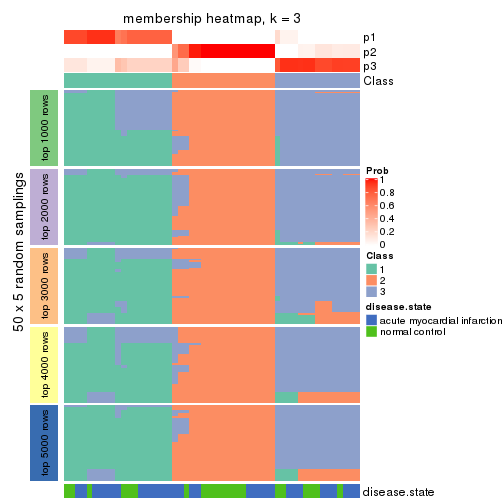 membership heatmap, k = 3
p1
p2
p3
Class
50 x 5 random samplings
top 1000 rows
top 2000 rows
top 3000 rows
top 4000 rows
top 5000 rows
disease.state
Prob
1
0.8
0.6
0.4
0.2
0
Class
1
2
3
disease.state
acute myocardial infarction
normal control